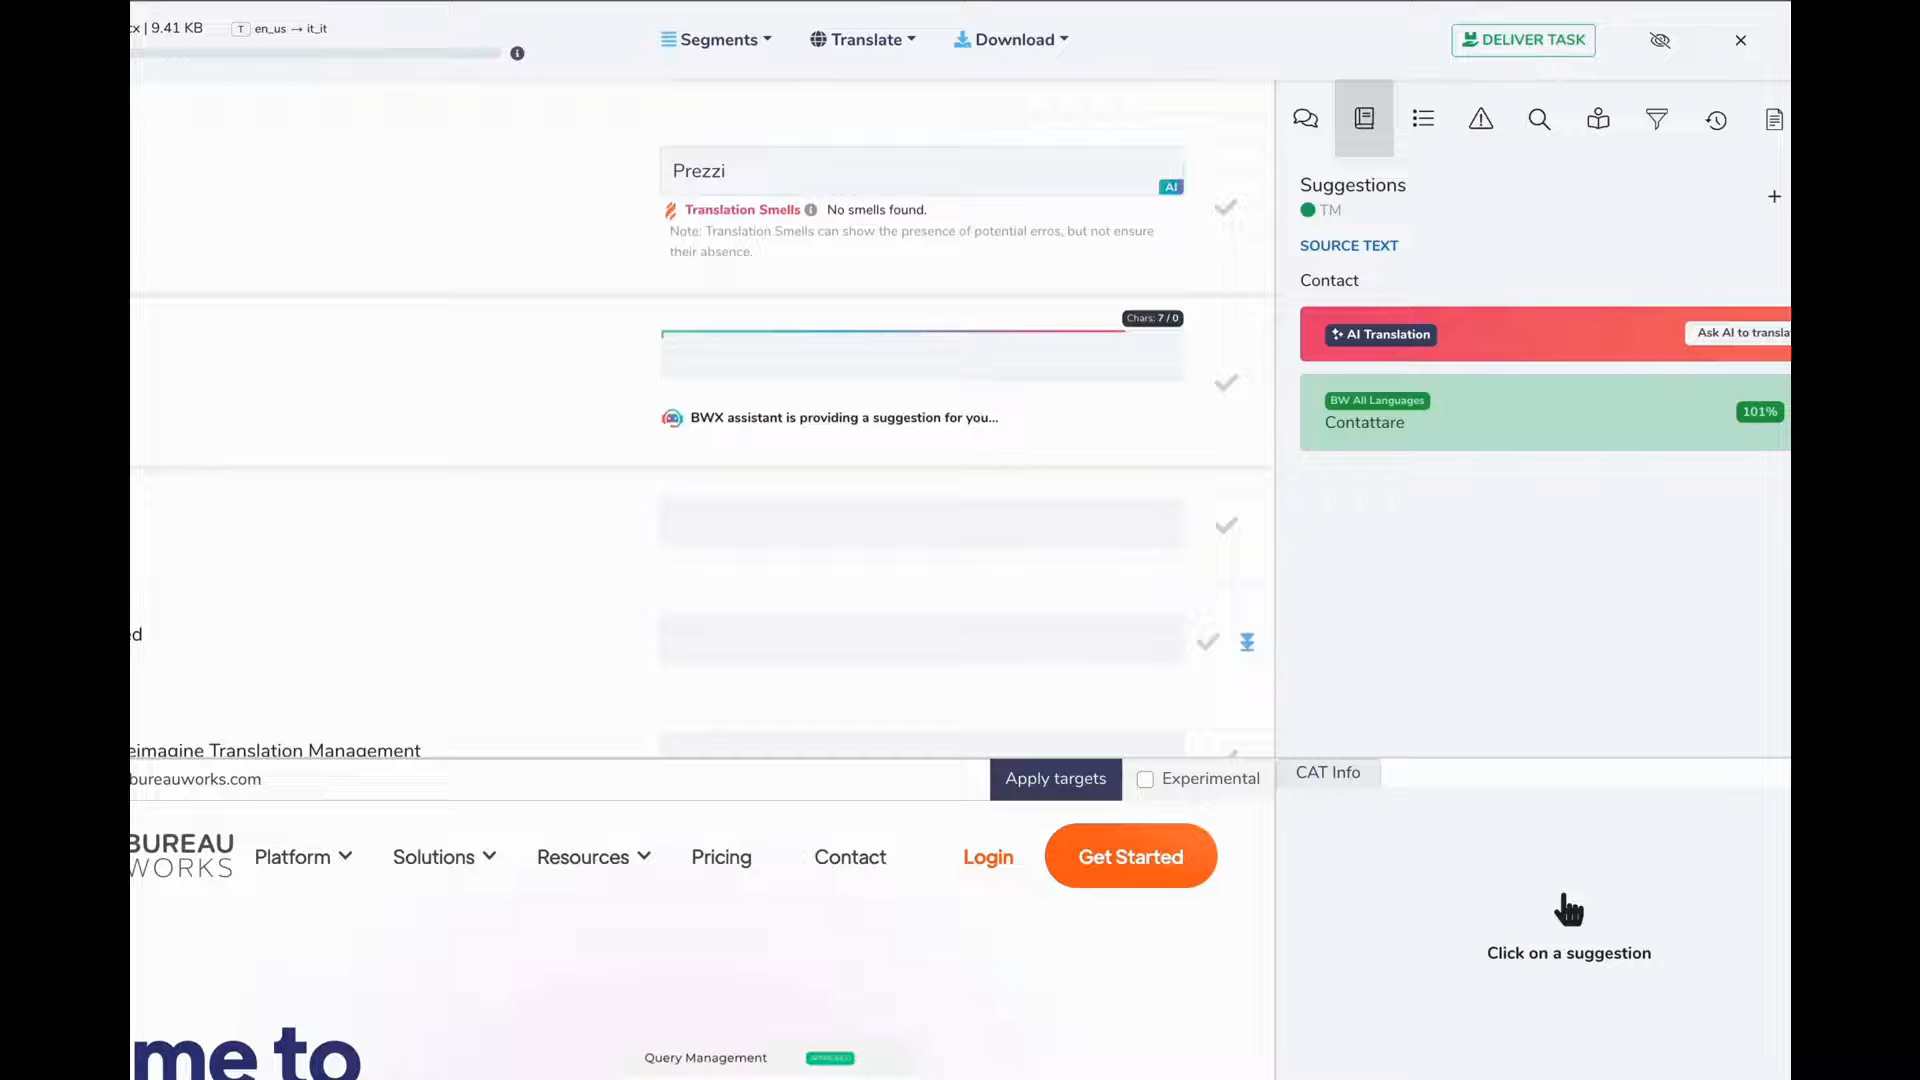 cx | 9.41 KB
T en_us → it_it
Segments
Translate
Download
DELIVER TASK
Prezzi
AI
Translation Smells No smells found.
Note: Translation Smells can show the presence of potential erros, but not ensure
their absence.
Chars: 7 / 0
BWX assistant is providing a suggestion for you...
ed
eimagine Translation Management
Suggestions
TM
SOURCE TEXT
Contact
AI Translation
Ask AI to transla
BW All Languages
Contattare
101%
bureauworks.com
Apply targets
Experimental
CAT Info
BUREAU
WORKS
Platform
Solutions
Resources
Pricing
Contact
Login
Get Started
Click on a suggestion
me to
Query Management